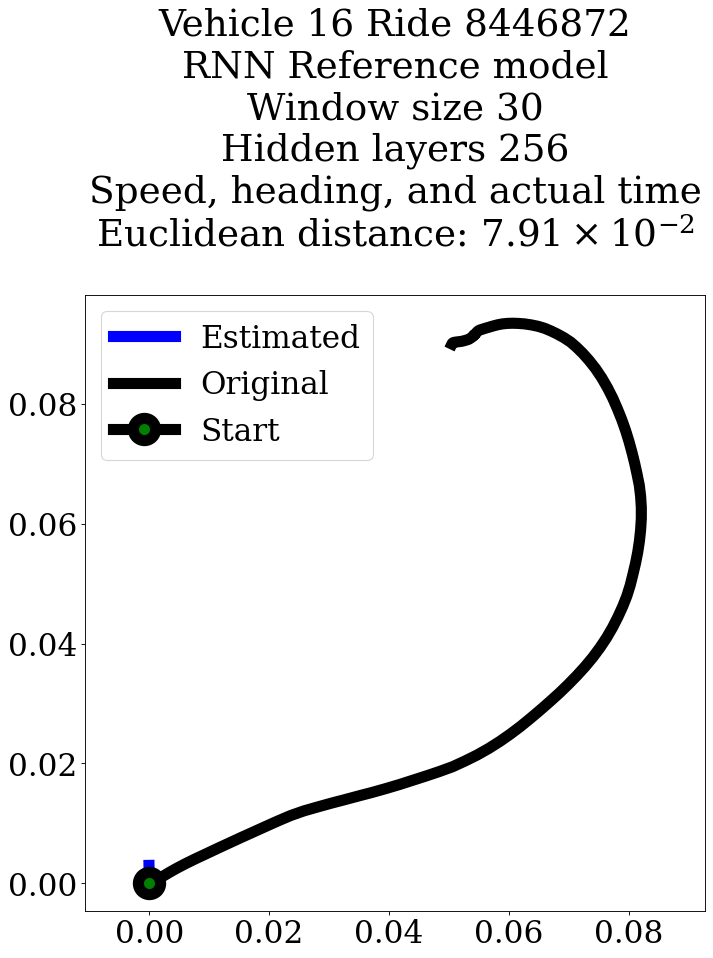 Vehicle 16 Ride 8446872
RNN Reference model
Window size 30
Hidden layers 256
Speed, heading, and actual time
Euclidean distance: 7.91 × 10⁻²
Estimated
Original
Start
0.08
0.06
0.04
0.02
0.00
0.00 0.02 0.04 0.06 0.08